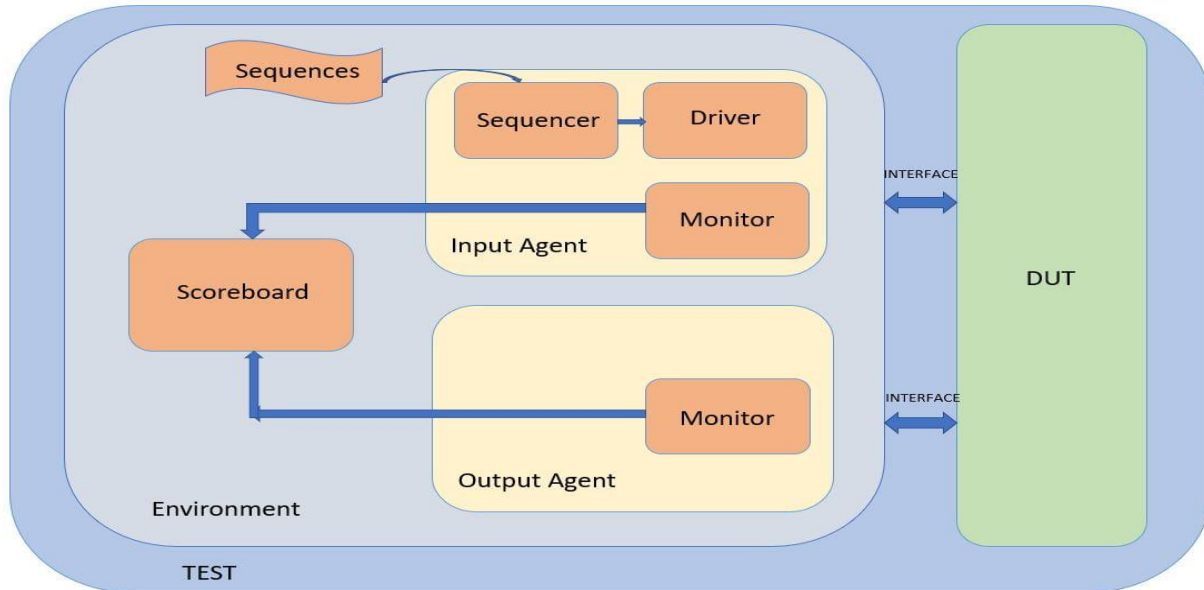 Sequences
Sequencer
Driver
INTERFACE
Monitor
Input Agent
Scoreboard
DUT
INTERFACE
Monitor
Output Agent
Environment
TEST